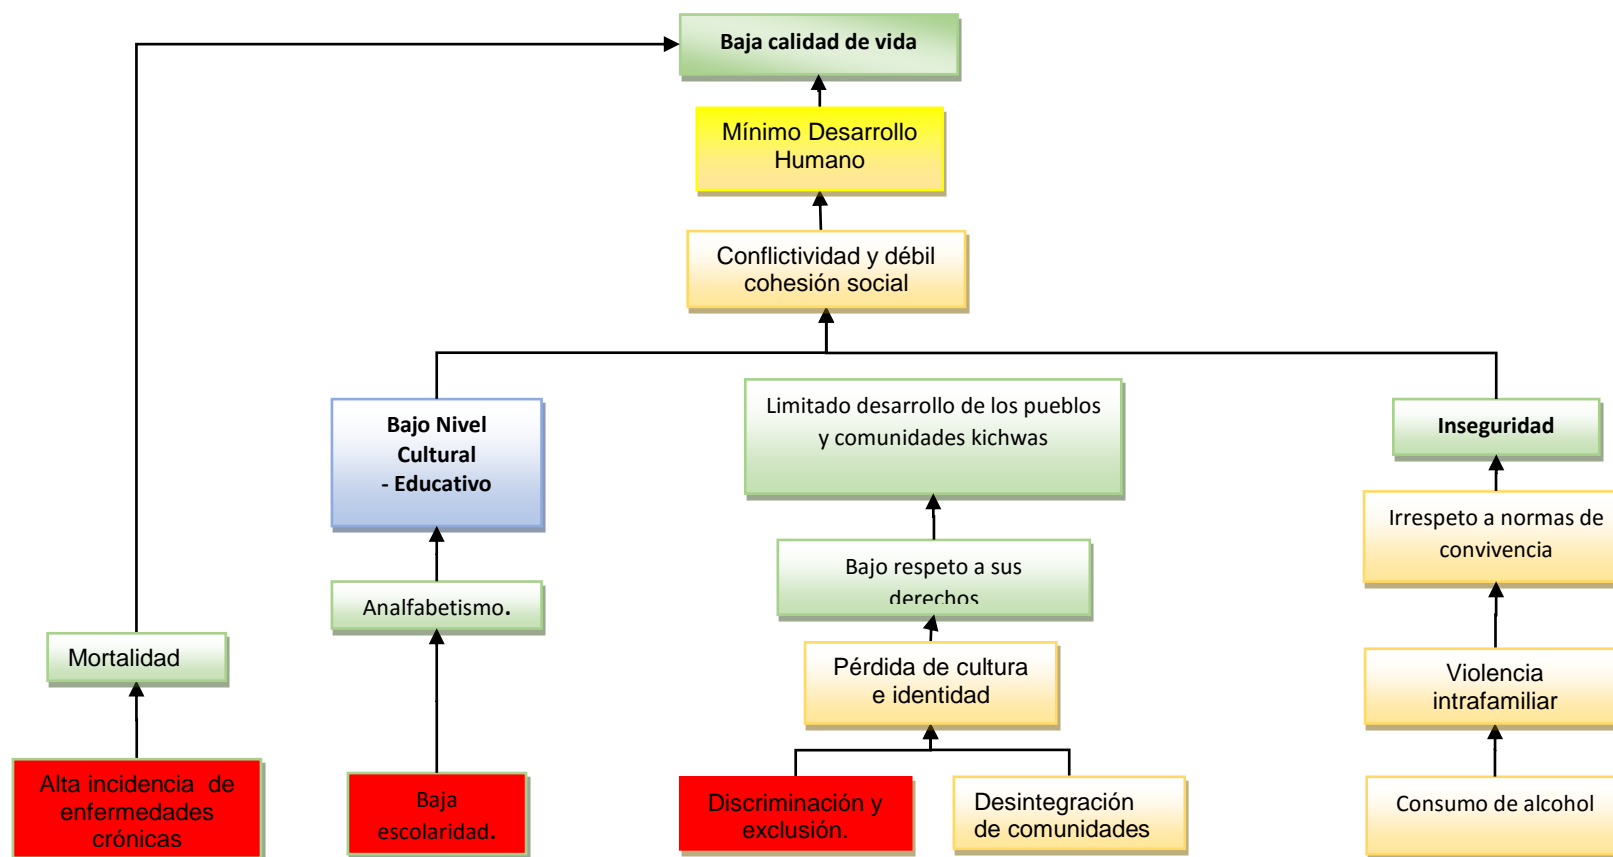 Baja calidad de vida
Mínimo Desarrollo
Humano
Conflictividad y débil
cohesión social
Bajo Nivel
Cultural
- Educativo
Limitado desarrollo de los pueblos
y comunidades kichwas
Inseguridad
Irrespeto a normas de
convivencia
Bajo respeto a sus
derechos
Analfabetismo.
Mortalidad
Pérdida de cultura
e identidad
Violencia
intrafamiliar
Alta incidencia de
enfermedades
crónicas
Baja
escolaridad.
Discriminación y
exclusión.
Desintegración
de comunidades
Consumo de alcohol